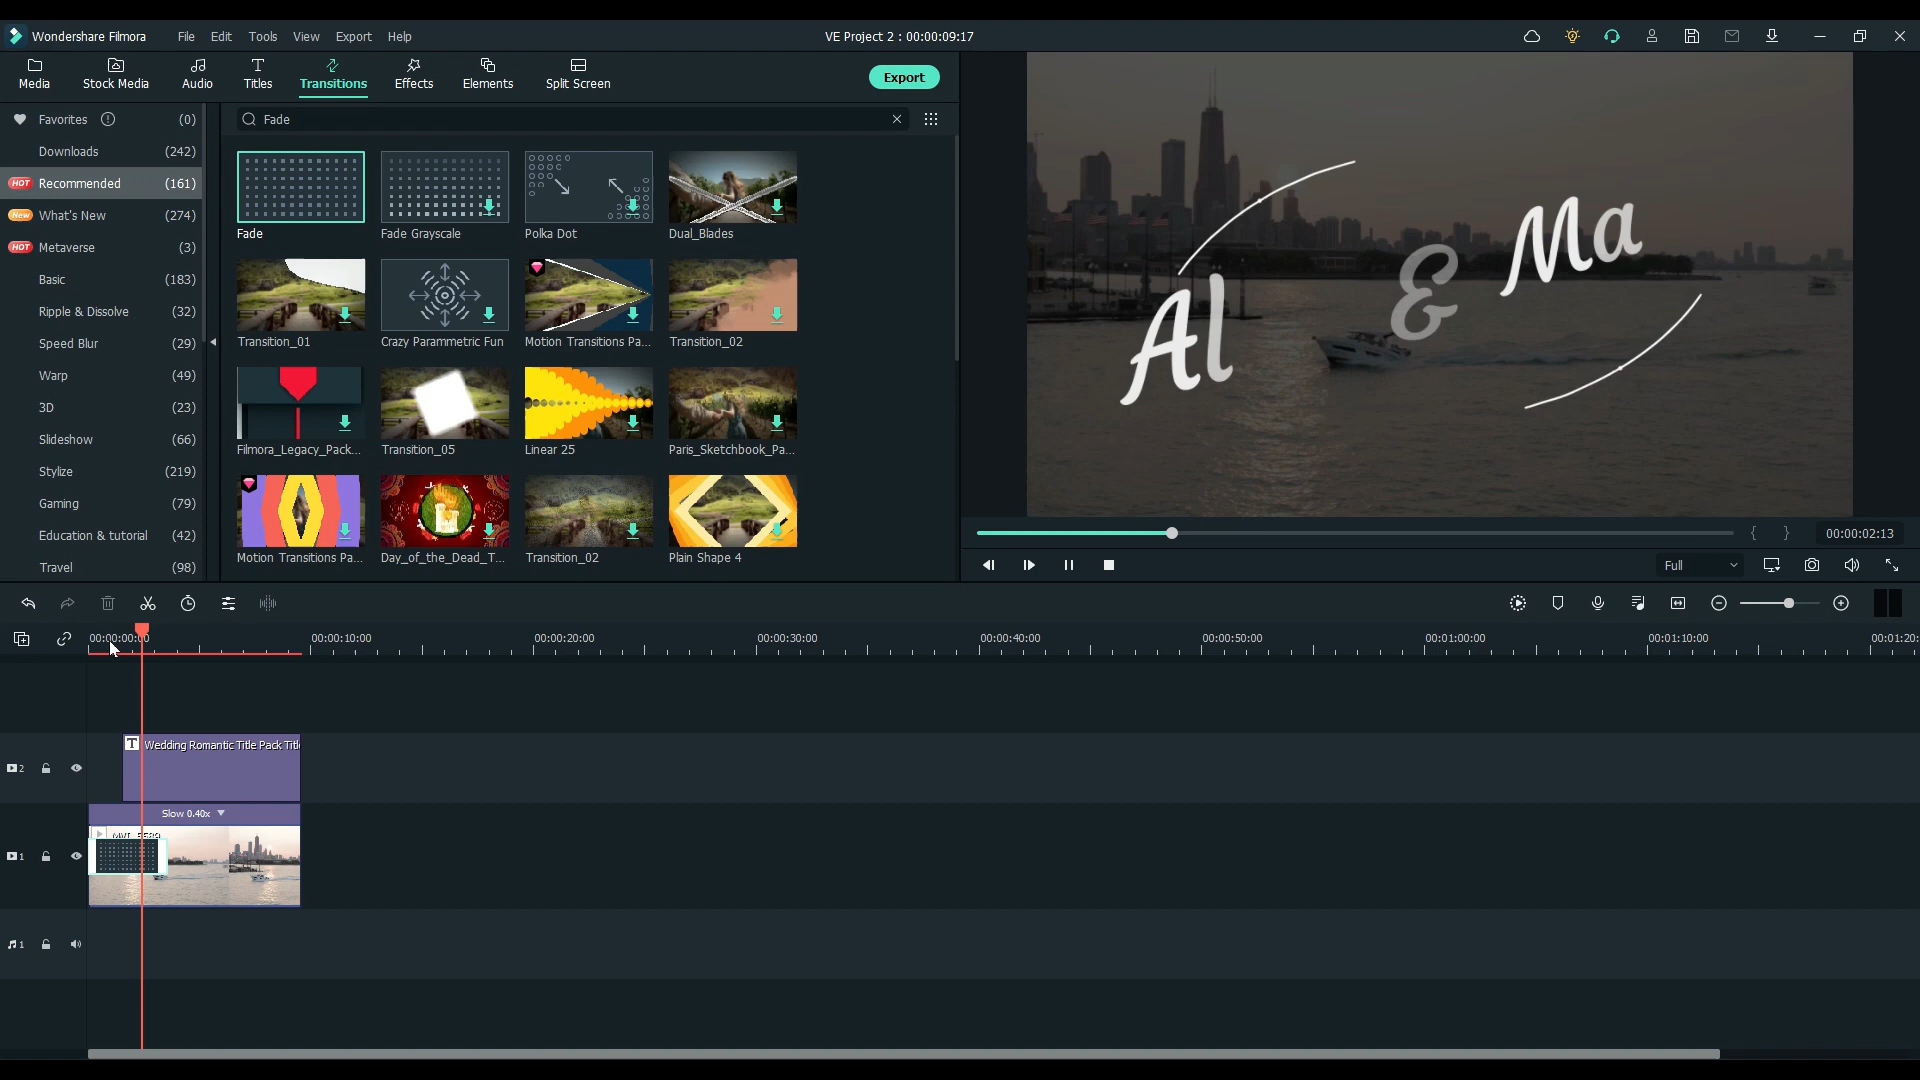 Wondershare Filmora
File Edit Tools View Export Help
VE Project 2 : 00:00:09:17
Media
Stock Media
Audio
Titles
Transitions
Effects
Elements
Split Screen
Export
Favorites (0)
Downloads (242)
HOT Recommended (161)
New What's New (274)
HOT Metaverse (3)
Basic (183)
Ripple & Dissolve (32)
Speed Blur (29)
Warp (49)
3D (23)
Slideshow (66)
Stylize (219)
Gaming (79)
Education & tutorial (42)
Travel (98)
Fade
Fade
Fade Grayscale
Polka Dot
Dual_Blades
Transition_01
Crazy Parammetric Fun
Motion Transitions Pa...
Transition_02
Filmora_Legacy_Pack...
Transition_05
Linear 25
Paris_Sketchbook_Pa...
Motion Transitions Pa...
Day_of_the_Dead_T...
Transition_02
Plain Shape 4
Al & Ma
00:00:02:13
Full
00:00:00:00 00:00:10:00 00:00:20:00 00:00:30:00 00:00:40:00 00:00:50:00 00:01:00:00 00:01:10:00 00:01:20:
2
T Wedding Romantic Title Pack Titl
Slow 0.40x
1
1